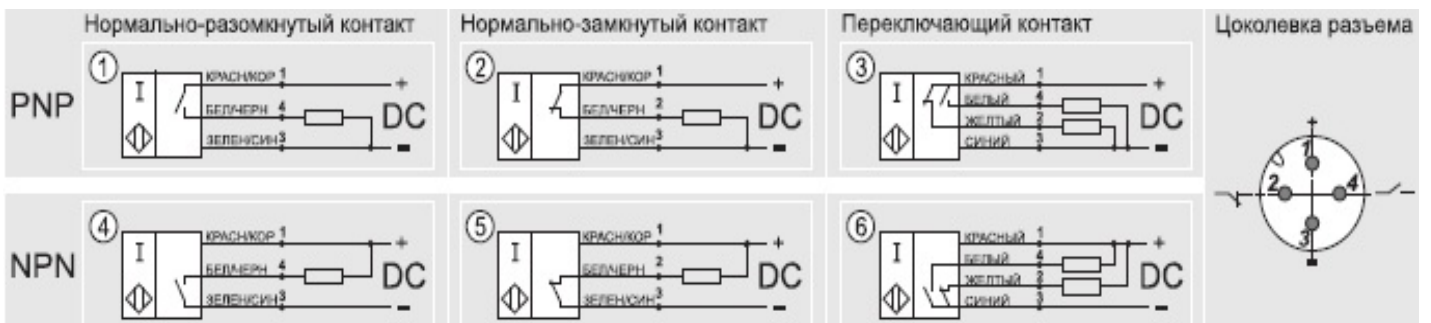 Нормально-разомкнутый контакт
Нормально-замкнутый контакт
Переключающий контакт
Цоколевка разъема
PNP
1
I
КРАСН/КОР 1
БЕЛ/ЧЕРН 4
ЗЕЛЕН/СИН 3
+
DC
-
2
I
КРАСН/КОР 1
БЕЛ/ЧЕРН 2
ЗЕЛЕН/СИН 3
+
DC
-
3
I
КРАСНЫЙ 1
БЕЛЫЙ 4
ЖЕЛТЫЙ 2
СИНИЙ 3
+
DC
-
NPN
4
I
КРАСН/КОР 1
БЕЛ/ЧЕРН 4
ЗЕЛЕН/СИН 3
+
DC
-
5
I
КРАСН/КОР 1
БЕЛ/ЧЕРН 2
ЗЕЛЕН/СИН 3
+
DC
-
6
I
КРАСНЫЙ 1
БЕЛЫЙ 4
ЖЕЛТЫЙ 2
СИНИЙ 3
+
DC
-
+
1
2
4
3
-